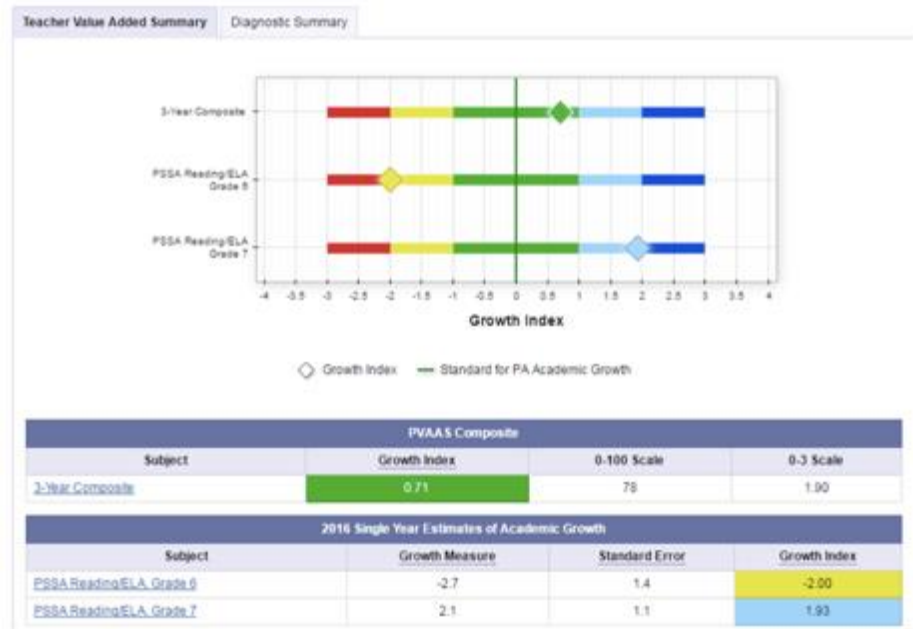 Teacher Value Added Summary Diagnostic Summary
3-Year Composite
PSSA Reading/ELA
Grade 6
PSSA Reading/ELA
Grade 7
-4 -3.5 -3 -2.5 -2 -1.5 -1 -0.5 0 0.5 1 1.5 2 2.5 3 3.5 4
Growth Index
Growth Index Standard for PA Academic Growth
PVAAS Composite
Subject Growth Index 0-100 Scale 0-3 Scale
3-Year Composite 0.71 78 1.90
2016 Single Year Estimates of Academic Growth
Subject Growth Measure Standard Error Growth Index
PSSA Reading/ELA, Grade 6 -2.7 1.4 -2.00
PSSA Reading/ELA, Grade 7 2.1 1.1 1.93